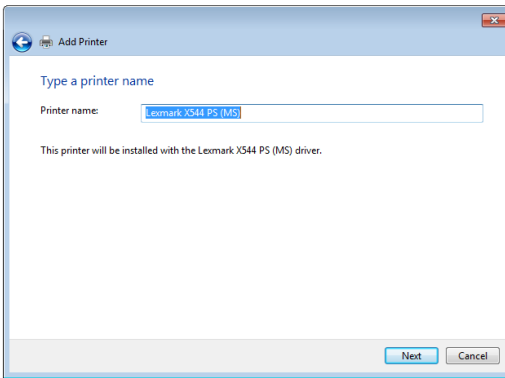 Add Printer
Type a printer name
Printer name: Lexmark X544 PS (MS)
This printer will be installed with the Lexmark X544 PS (MS) driver.
Next Cancel